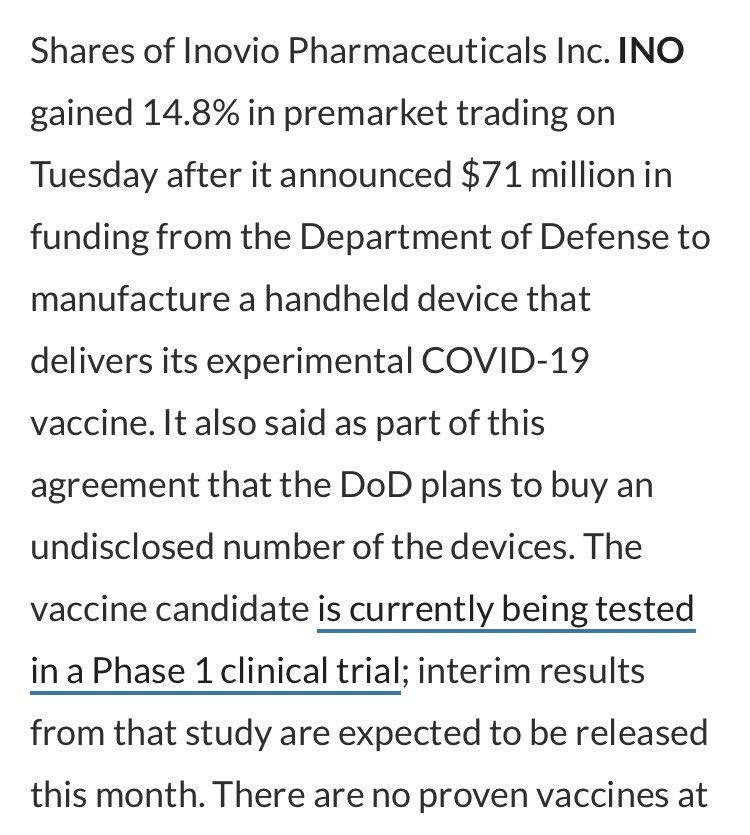 Shares of Inovio Pharmaceuticals Inc. INO
gained 14.8% in premarket trading on
Tuesday after it announced $71 million in
funding from the Department of Defense to
manufacture a handheld device that
delivers its experimental COVID-19
vaccine. It also said as part of this
agreement that the DoD plans to buy an
undisclosed number of the devices. The
vaccine candidate is currently being tested
in a Phase 1 clinical trial; interim results
from that study are expected to be released
this month. There are no proven vaccines at